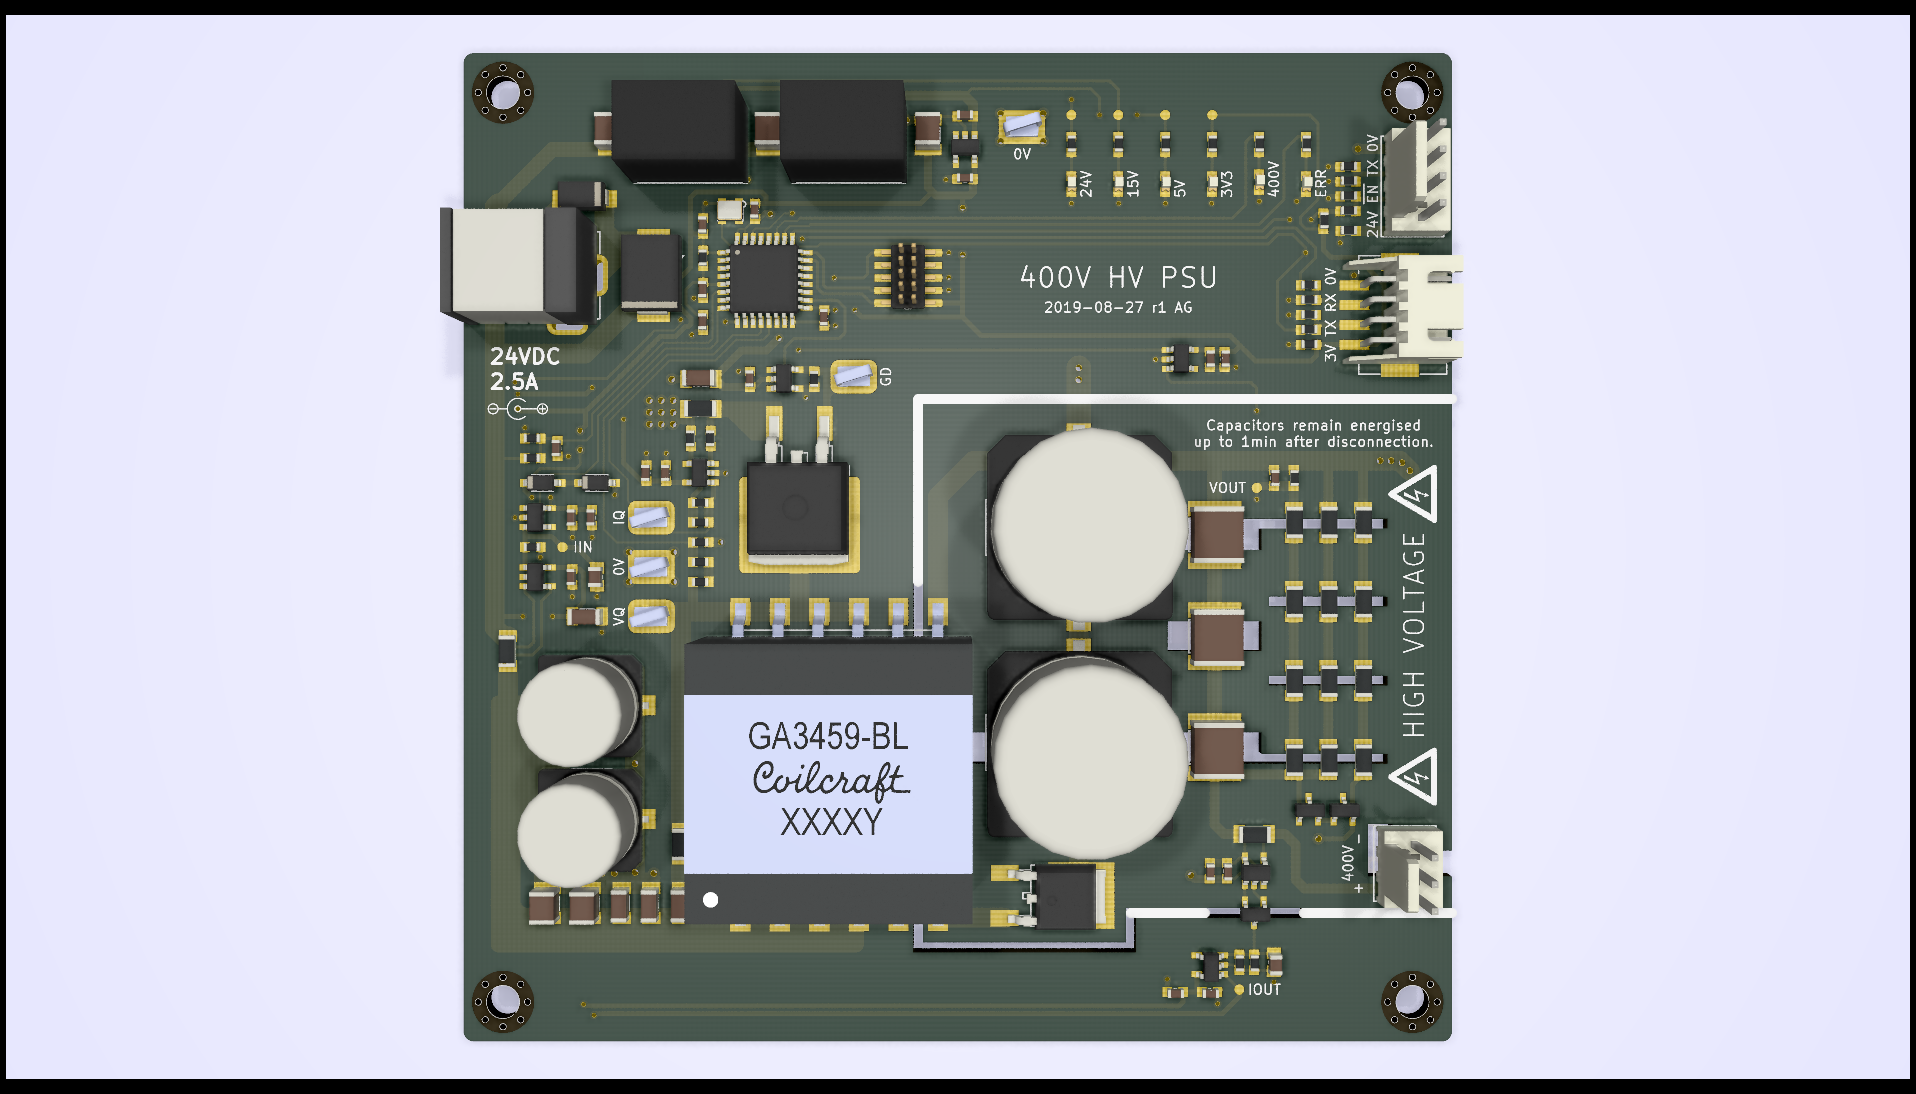 0V
24V
15V
5V
3V3
400V
ERR
24V EN TX 0V
400V HV PSU
2019-08-27 r1 AG
3V TX RX 0V
24VDC
2.5A
GD
Capacitors remain energised
up to 1min after disconnection.
VOUT
IQ
IIN
0V
VQ
HIGH VOLTAGE
GA3459-BL
Coilcraft
XXXXY
400V
+ -
IOUT